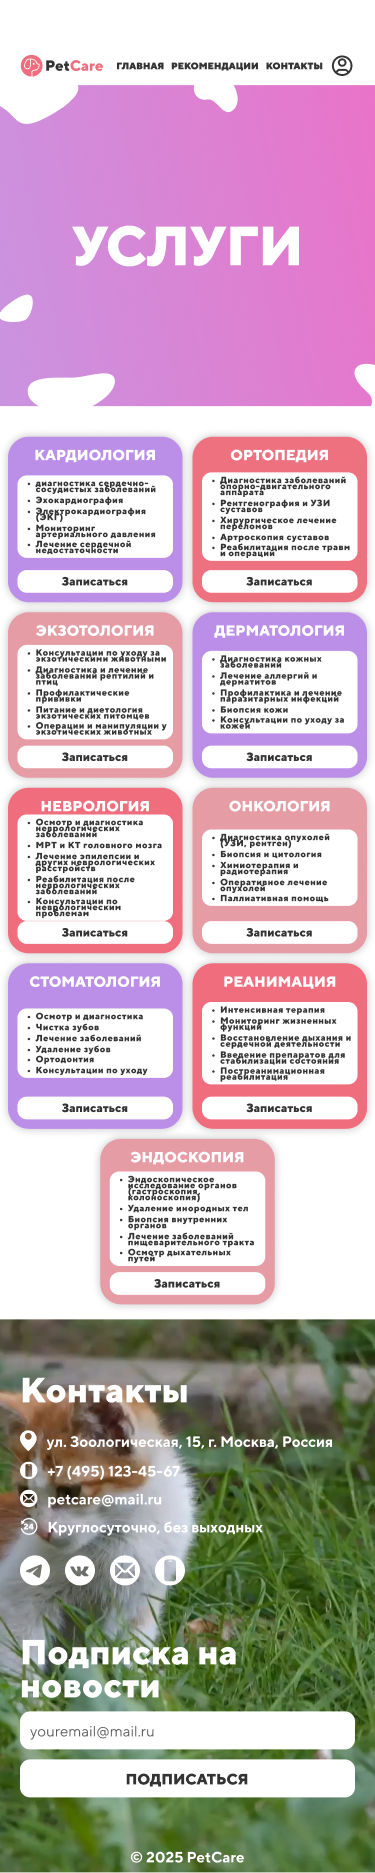 PetCare ГЛАВНАЯ РЕКОМЕНДАЦИИ КОНТАКТЫ
УСЛУГИ
КАРДИОЛОГИЯ
• диагностика сердечно-
сосудистых заболеваний
• Эхокардиография
• Электрокардиография
(ЭКГ)
• Мониторинг
артериального давления
• Лечение сердечной
недостаточности
Записаться
ОРТОПЕДИЯ
• Диагностика заболеваний
опорно-двигательного
аппарата
• Рентгенография и УЗИ
суставов
• Хирургическое лечение
переломов
• Артроскопия суставов
• Реабилитация после травм
и операций
Записаться
ЭКЗОТОЛОГИЯ
• Консультации по уходу за
экзотическими животными
• Диагностика и лечение
заболеваний рептилий и
птиц
• Профилактические
прививки
• Питание и диетология
экзотических питомцев
• Операции и манипуляции у
экзотических животных
Записаться
ДЕРМАТОЛОГИЯ
• Диагностика кожных
заболеваний
• Лечение аллергий и
дерматитов
• Профилактика и лечение
паразитарных инфекций
• Биопсия кожи
• Консультации по уходу за
кожей
Записаться
НЕВРОЛОГИЯ
• Осмотр и диагностика
неврологических
заболеваний
• МРТ и КТ головного мозга
• Лечение эпилепсии и
других неврологических
расстройств
• Реабилитация после
неврологических
заболеваний
• Консультации по
неврологическим
проблемам
Записаться
ОНКОЛОГИЯ
• Диагностика опухолей
(УЗИ, рентген)
• Биопсия и цитология
• Химиотерапия и
радиотерапия
• Оперативное лечение
опухолей
• Паллиативная помощь
Записаться
СТОМАТОЛОГИЯ
• Осмотр и диагностика
• Чистка зубов
• Лечение заболеваний
• Удаление зубов
• Ортодонтия
• Консультации по уходу
Записаться
РЕАНИМАЦИЯ
• Интенсивная терапия
• Мониторинг жизненных
функций
• Восстановление дыхания и
сердечной деятельности
• Введение препаратов для
стабилизации состояния
• Постреанимационная
реабилитация
Записаться
ЭНДОСКОПИЯ
• Эндоскопическое
исследование органов
(гастроскопия,
колоноскопия)
• Удаление инородных тел
• Биопсия внутренних
органов
• Лечение заболеваний
пищеварительного тракта
• Осмотр дыхательных
путей
Записаться
Контакты
ул. Зоологическая, 15, г. Москва, Россия
+7 (495) 123-45-67
petcare@mail.ru
24 Круглосуточно, без выходных
Подписка на
новости
youremail@mail.ru
ПОДПИСАТЬСЯ
© 2025 PetCare